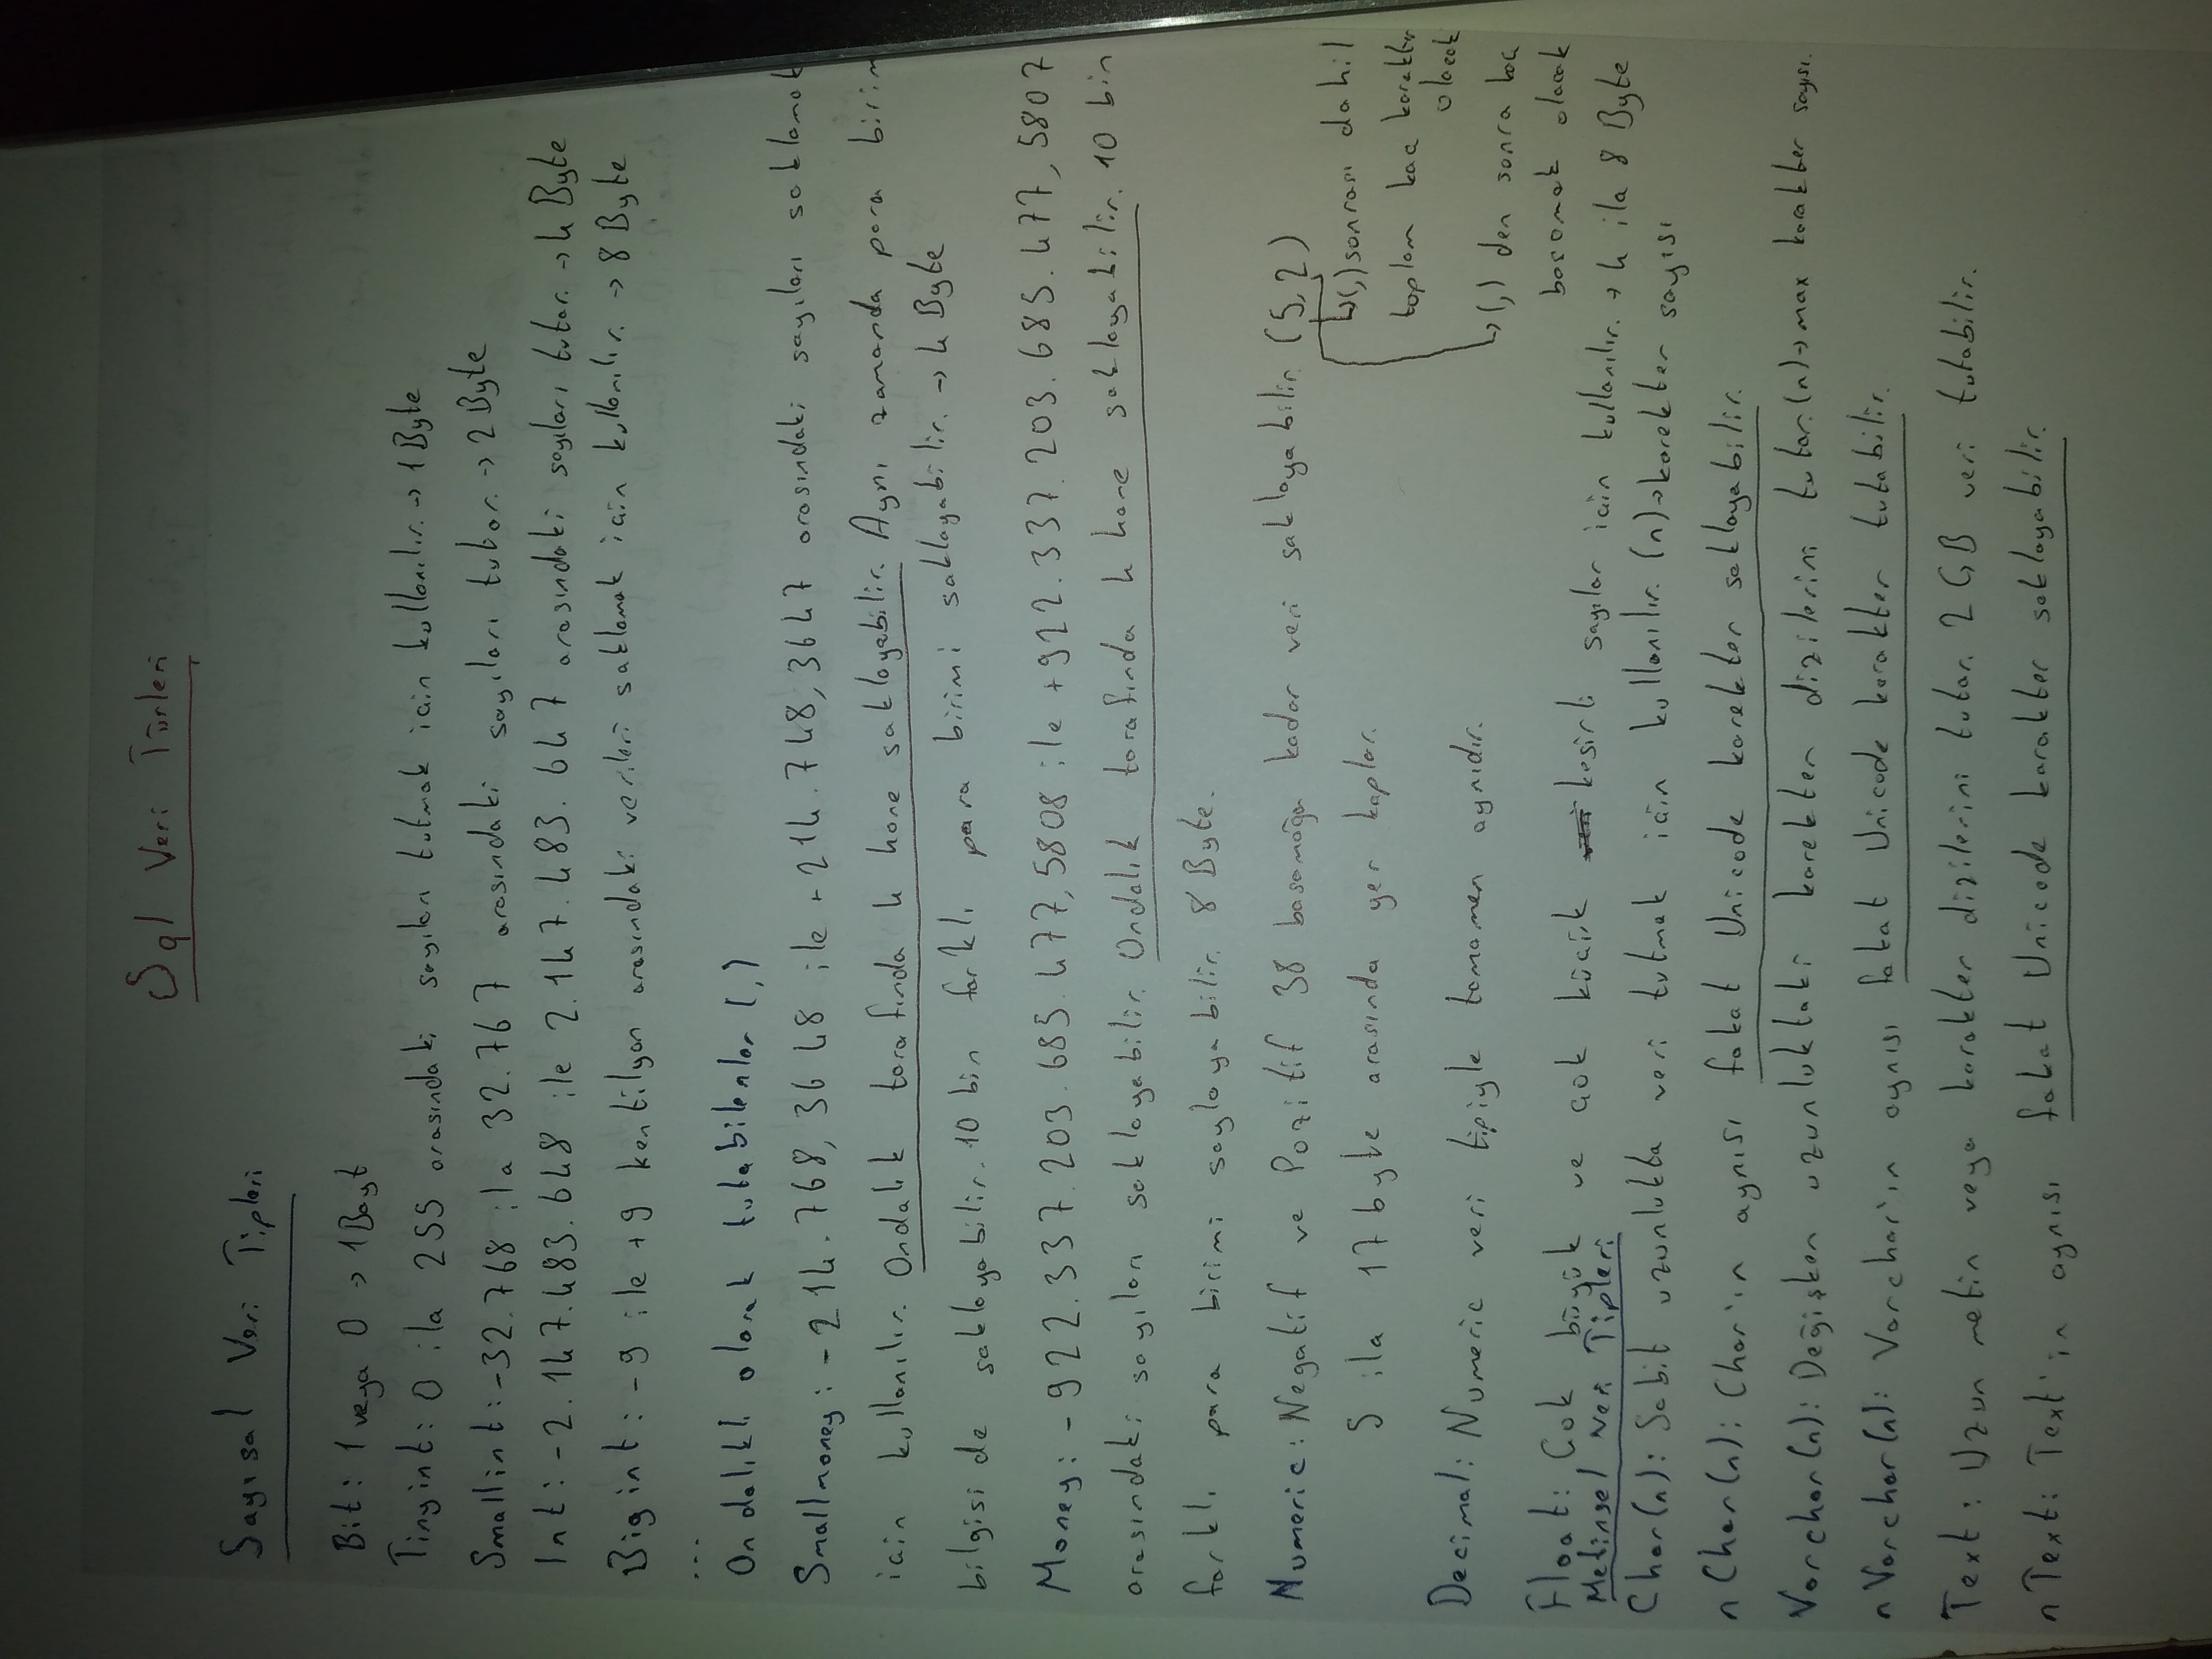 Sql Veri Türleri
Sayısal Veri Tipleri
Bit: 1 veya 0 → 1 Bayt
Tinyint: 0 ila 255 arasındaki sayıları tutmak için kullanılır. → 1 Byte
Smallint: -32.768 ila 32.767 arasındaki sayıları tutar. → 2 Byte
Int: -2.147.483.648 ile 2.147.483.647 arasındaki sayıları tutar. → 4 Byte
Bigint: -9 ile +9 kentilyon arasındaki verileri saklamak için kullanılır. → 8 Byte
...
Ondalıklı olarak tutabilenler (,)
Smallmoney: -214.768,3648 ile +214.748,3647 arasındaki sayıları saklamak
için kullanılır. Ondalık tarafında 4 hane saklayabilir. Aynı zamanda para birim
bilgisi de saklayabilir. 10 bin farklı para birimi saklayabilir. → 4 Byte
Money: -922.337.203.685.477,5808 ile +922.337.203.685.477,5807
arasındaki sayıları saklayabilir. Ondalık tarafında 4 hane saklayabilir. 10 bin
farklı para birimi saylayabilir. 8 Byte.
Numeric: Negatif ve Pozitif 38 basamağa kadar veri saklayabilir (5,2)
↳(,) sonrası dahil
5 ila 17 byte arasında yer kaplar.
toplam kaç karakter
olacak
Decimal: Numeric veri tipiyle tamamen aynıdır.
↳(,) den sonra kaç
basamak olacak
Float: Çok büyük ve çok küçük kesirli sayılar için kullanılır. → 4 ila 8 Byte
Metinsel Veri Tipleri
Char(n): Sabit uzunlukta veri tutmak için kullanılır. (n)→karekter sayısı
nChar(n): Char'ın aynısı fakat Unicode karekter saklayabilir.
Varchar(n): Değişken uzunluktaki karekter dizilerini tutar. (n)→max karakter sayısı.
nVarchar(n): Varchar'ın aynısı fakat Unicode karakter tutabilir.
Text: Uzun metin veya karakter dizilerini tutar. 2 GB veri tutabilir.
nText: Text'in aynısı fakat Unicode karakter saklayabilir.